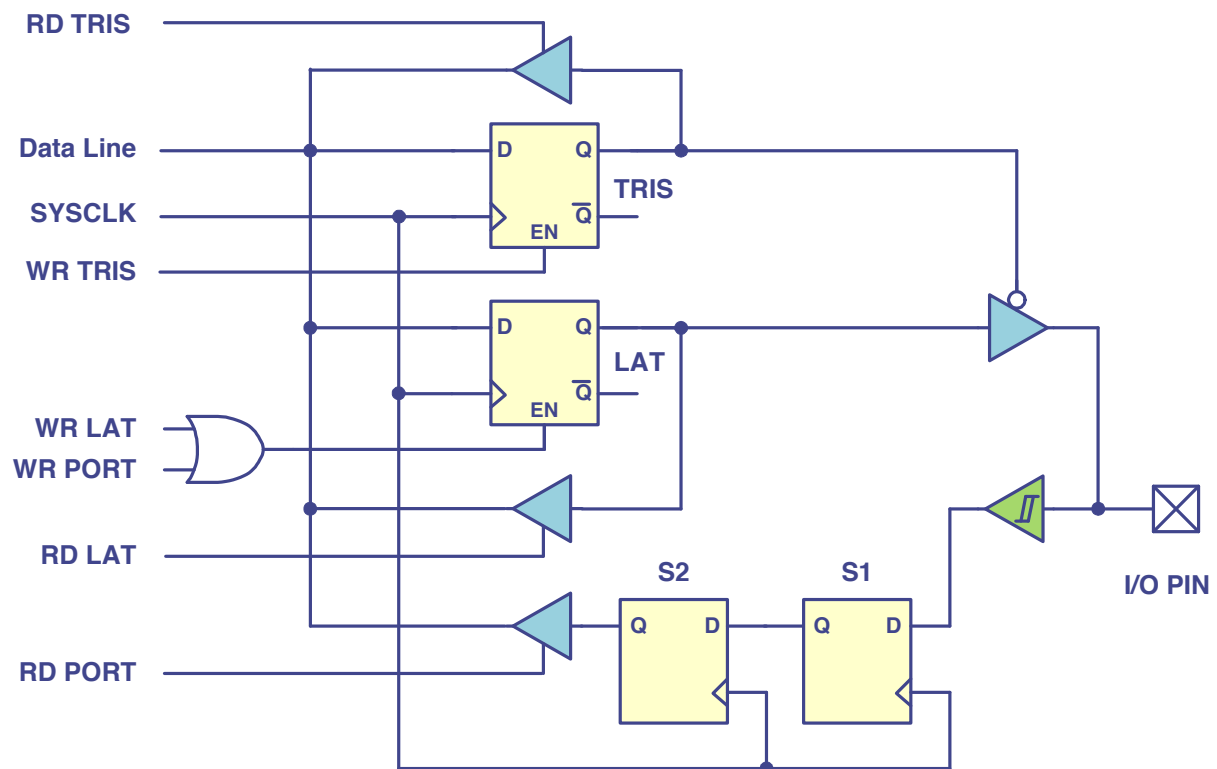 RD TRIS
Data Line
D Q
TRIS
SYSCLK
Q
EN
WR TRIS
D Q
LAT
Q
EN
WR LAT
WR PORT
RD LAT
S2 S1
I/O PIN
Q D Q D
RD PORT